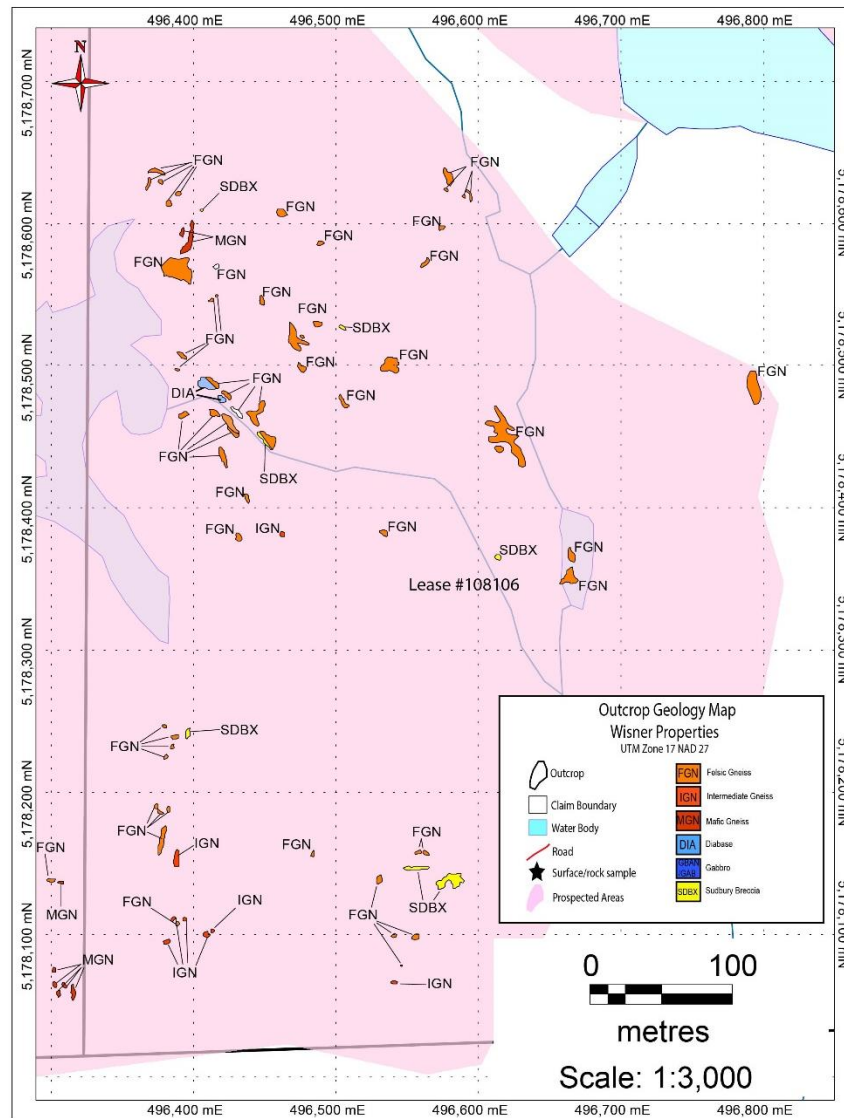 496,400 mE
496,500 mE
496,600 mE
496,700 mE
496,800 mE
N
5,178,700 mN
5,178,600 mN
5,178,500 mN
5,178,400 mN
5,178,300 mN
5,178,200 mN
5,178,100 mN
FGN
SDBX
FGN
FGN
MGN
FGN
FGN
FGN
FGN
FGN
FGN
FGN
SDBX
FGN
FGN
FGN
FGN
DIA
FGN
FGN
FGN
FGN
SDBX
FGN
FGN
IGN
FGN
SDBX
FGN
FGN
Lease #108106
SDBX
FGN
FGN
IGN
FGN
FGN
FGN
MGN
SDBX
FGN
IGN
FGN
MGN
IGN
IGN
Outcrop Geology Map
Wisner Properties
UTM Zone 17 NAD 27
Outcrop
Claim Boundary
Water Body
Road
Surface/rock sample
Prospected Areas
FGN Felsic Gneiss
IGN Intermediate Gneiss
MGN Mafic Gneiss
DIA Diabase
Gabbro
SDBX Sudbury Breccia
0 100
metres
Scale: 1:3,000
496,400 mE
496,500 mE
496,600 mE
496,700 mE
496,800 mE